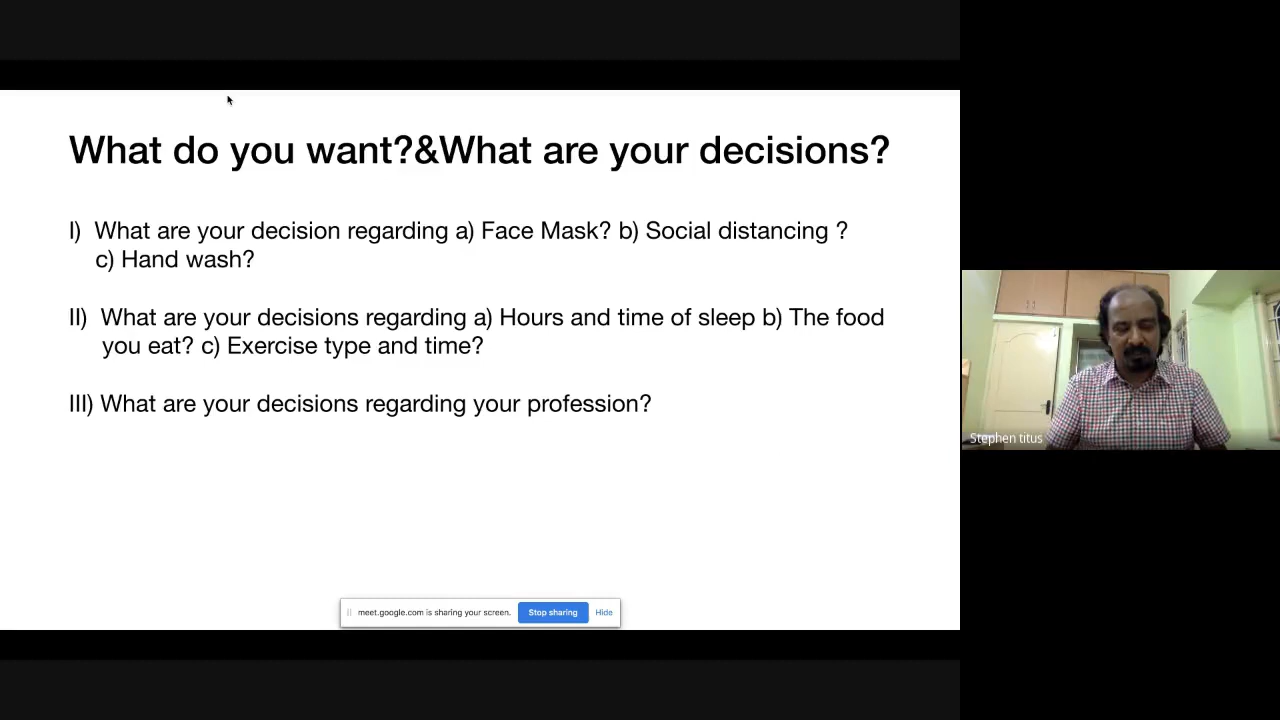 What do you want?&What are your decisions?
I) What are your decision regarding a) Face Mask? b) Social distancing ?
c) Hand wash?
II) What are your decisions regarding a) Hours and time of sleep b) The food
you eat? c) Exercise type and time?
III) What are your decisions regarding your profession?
Stephen titus
meet.google.com is sharing your screen. Stop sharing Hide